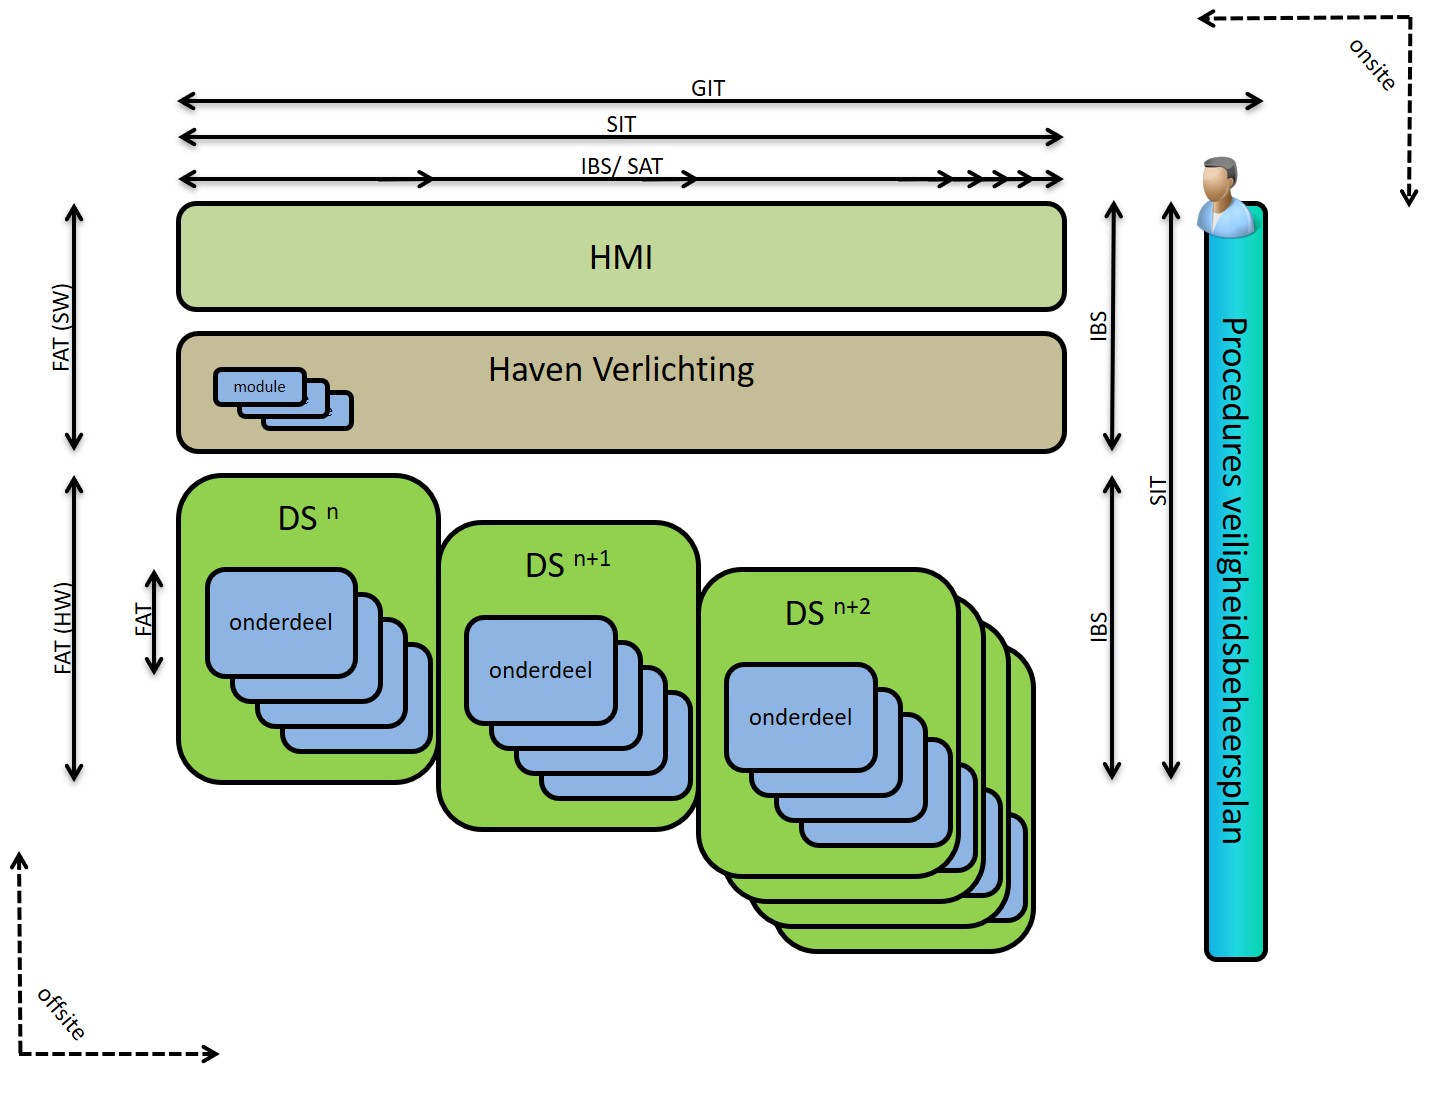 onsite
GIT
SIT
IBS/ SAT
HMI
FAT (SW)
IBS
Haven Verlichting
module
e
e
Procedures veiligheidsbeheersplan
SIT
DS n
DS n+1
DS n+2
FAT (HW)
FAT
IBS
onderdeel
onderdeel
onderdeel
offsite